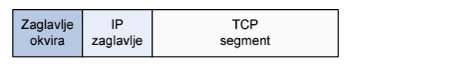 Zaglavlje
okvira
IP
zaglavlje
TCP
segment